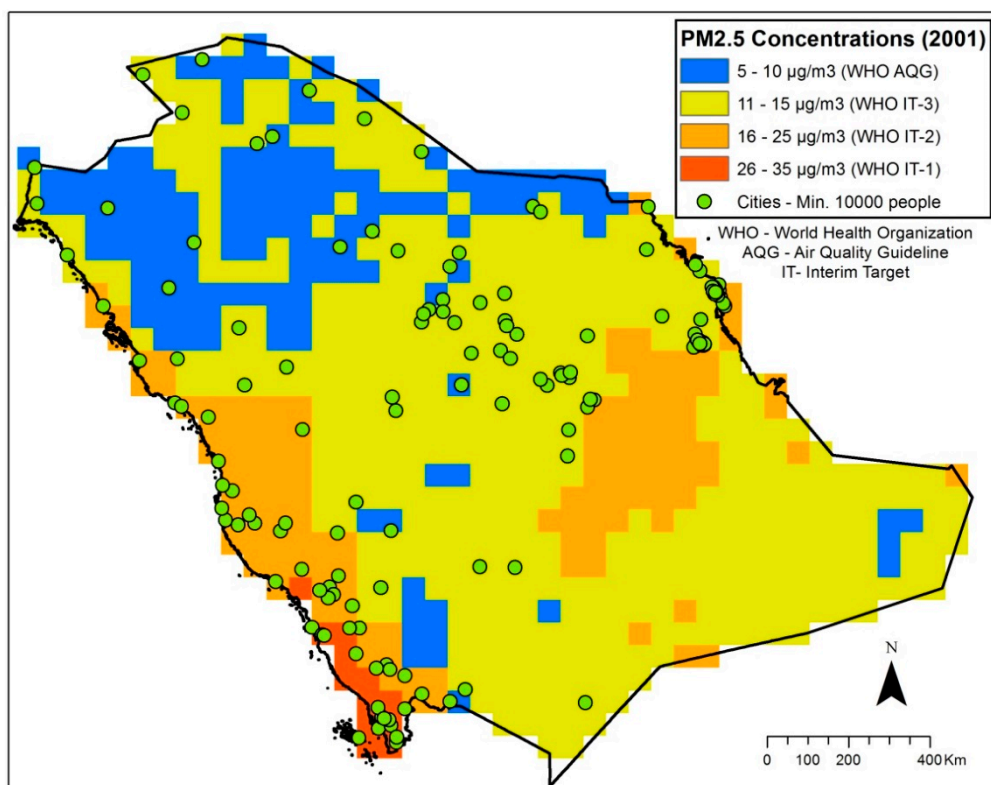 PM2.5 Concentrations (2001)
5 - 10 µg/m3 (WHO AQG)
11 - 15 µg/m3 (WHO IT-3)
16 - 25 µg/m3 (WHO IT-2)
26 - 35 µg/m3 (WHO IT-1)
Cities - Min. 10000 people
WHO - World Health Organization
AQG - Air Quality Guideline
IT- Interim Target
N
0 100 200 400 Km